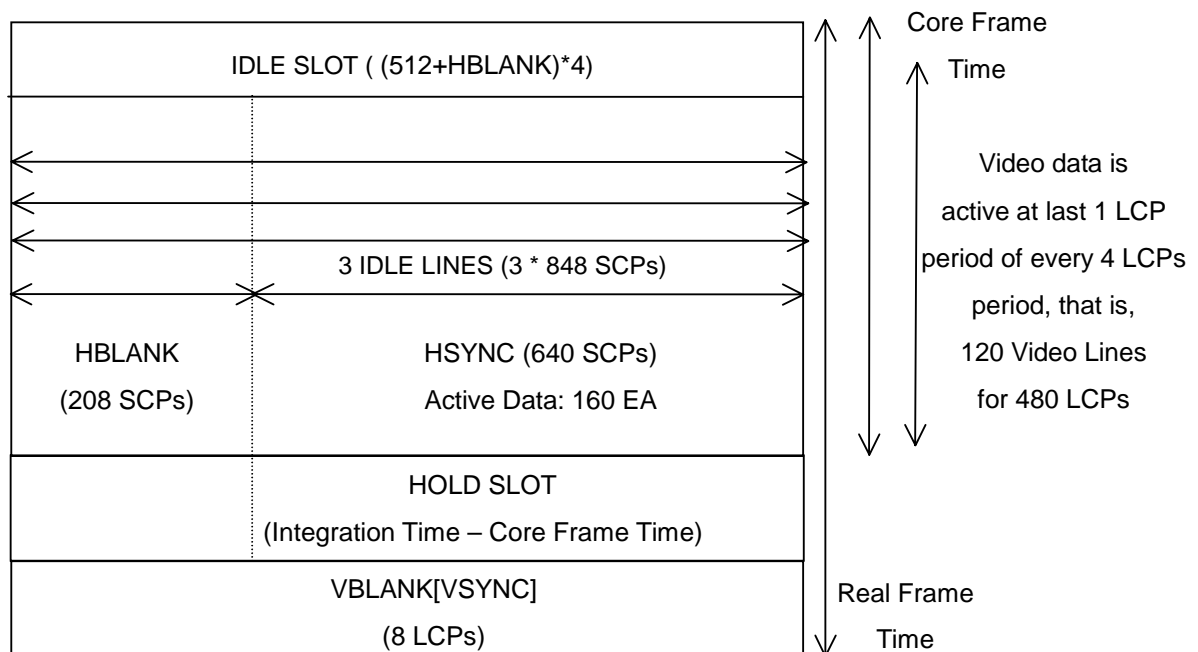 IDLE SLOT ( (512+HBLANK)*4)
3 IDLE LINES (3 * 848 SCPs)
HBLANK
(208 SCPs)
HSYNC (640 SCPs)
Active Data: 160 EA
HOLD SLOT
(Integration Time – Core Frame Time)
VBLANK[VSYNC]
(8 LCPs)
Core Frame
Time
Video data is
active at last 1 LCP
period of every 4 LCPs
period, that is,
120 Video Lines
for 480 LCPs
Real Frame
Time